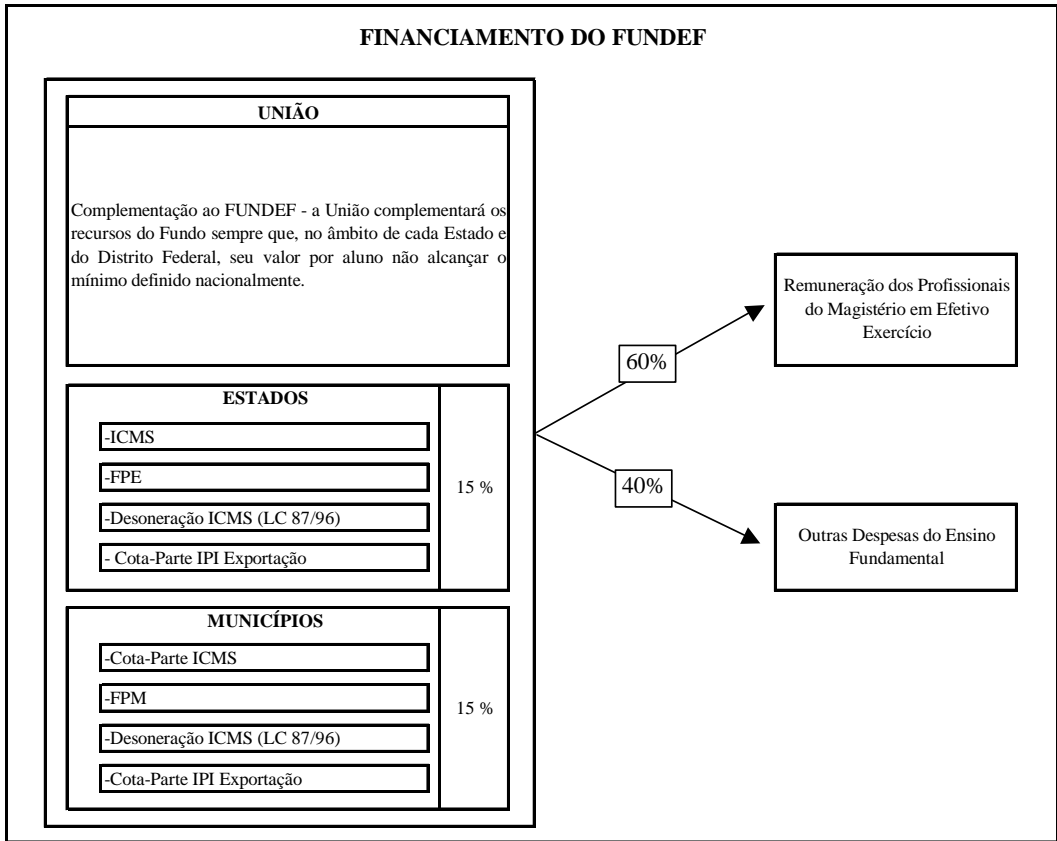 FINANCIAMENTO DO FUNDEF
UNIÃO
Complementação ao FUNDEF - a União complementará os
recursos do Fundo sempre que, no âmbito de cada Estado e
do Distrito Federal, seu valor por aluno não alcançar o
mínimo definido nacionalmente.
ESTADOS
-ICMS
-FPE
-Desoneração ICMS (LC 87/96)
- Cota-Parte IPI Exportação
15 %
MUNICÍPIOS
-Cota-Parte ICMS
-FPM
-Desoneração ICMS (LC 87/96)
-Cota-Parte IPI Exportação
15 %
60%
40%
Remuneração dos Profissionais
do Magistério em Efetivo
Exercício
Outras Despesas do Ensino
Fundamental